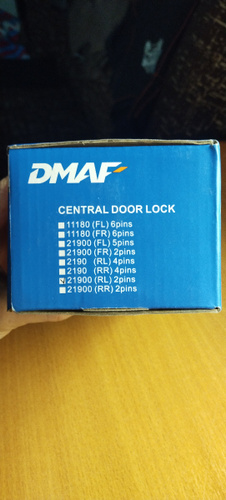 DMAF
CENTRAL DOOR LOCK
11180 (FL) 6pins
11180 (FR) 6pins
21900 (FL) 5pins
21900 (FR) 2pins
2190 (RL) 4pins
2190 (RR) 4pins
21900 (RL) 2pins
21900 (RR) 2pins